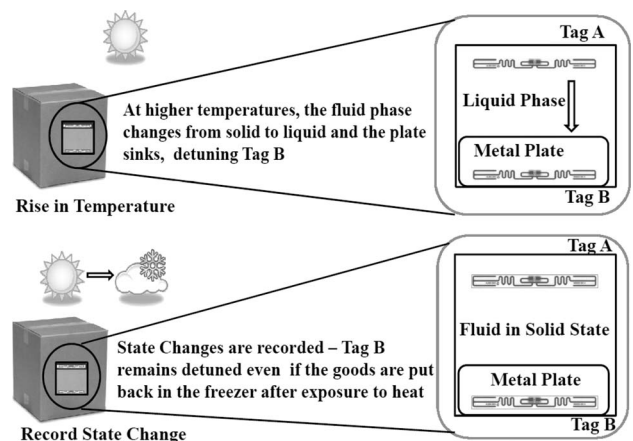 Tag A
At higher temperatures, the fluid phase
changes from solid to liquid and the plate
sinks, detuning Tag B
Liquid Phase
Metal Plate
Tag B
Rise in Temperature
Tag A
State Changes are recorded – Tag B
remains detuned even if the goods are put
back in the freezer after exposure to heat
Fluid in Solid State
Metal Plate
Tag B
Record State Change